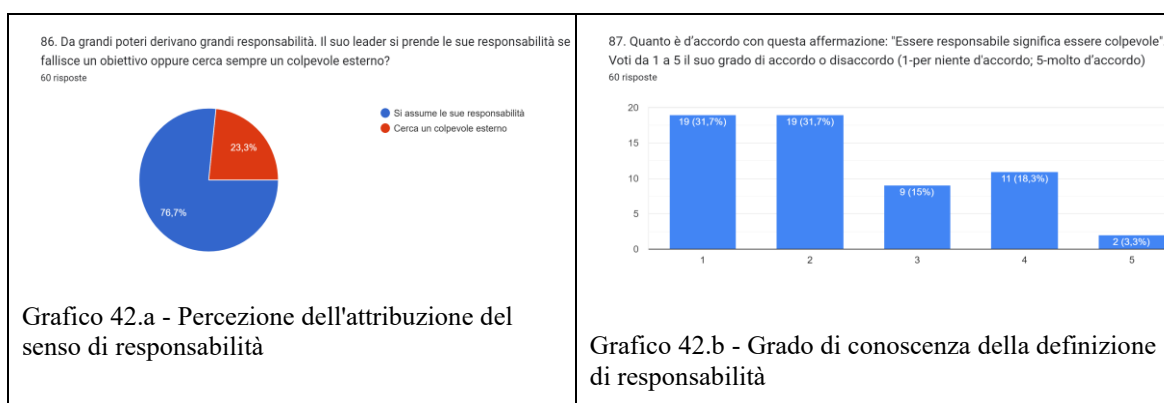 86. Da grandi poteri derivano grandi responsabilità. Il suo leader si prende le sue responsabilità se
fallisce un obiettivo oppure cerca sempre un colpevole esterno?
60 risposte
Si assume le sue responsabilità
Cerca un colpevole esterno
23,3%
76,7%
Grafico 42.a - Percezione dell'attribuzione del
senso di responsabilità
87. Quanto è d'accordo con questa affermazione: "Essere responsabile significa essere colpevole"
Voti da 1 a 5 il suo grado di accordo o disaccordo (1-per niente d'accordo; 5-molto d'accordo)
60 risposte
20
15
10
5
0
19 (31,7%)
19 (31,7%)
9 (15%)
11 (18,3%)
2 (3,3%)
1
2
3
4
5
Grafico 42.b - Grado di conoscenza della definizione
di responsabilità